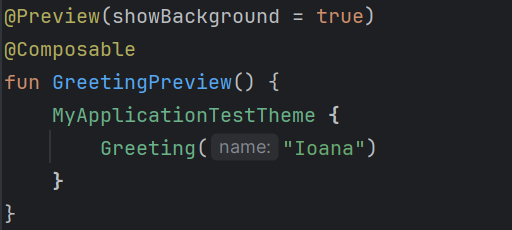 @Preview(showBackground = true)
@Composable
fun GreetingPreview() {
    MyApplicationTestTheme {
        Greeting( name: "Ioana")
    }
}